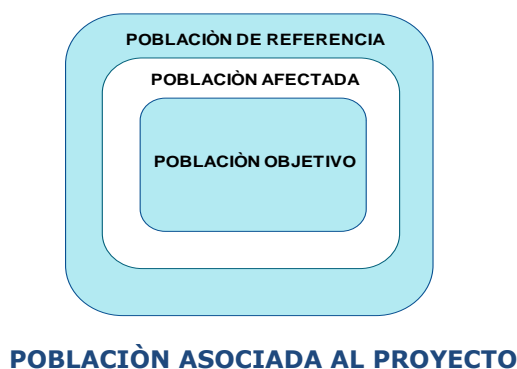 POBLACIÒN DE REFERENCIA
POBLACIÒN AFECTADA
POBLACIÒN OBJETIVO
POBLACIÒN ASOCIADA AL PROYECTO